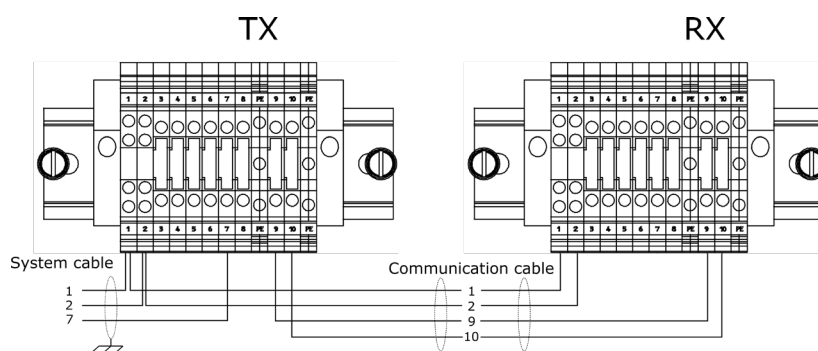 TX RX
1 2 3 4 5 6 7 8 PE 9 10 PE 1 2 3 4 5 6 7 8 PE 9 10 PE
1 2 3 4 5 6 7 8 PE 9 10 PE 1 2 3 4 5 6 7 8 PE 9 10 PE
System cable Communication cable
1 1
2 2
7 9
10